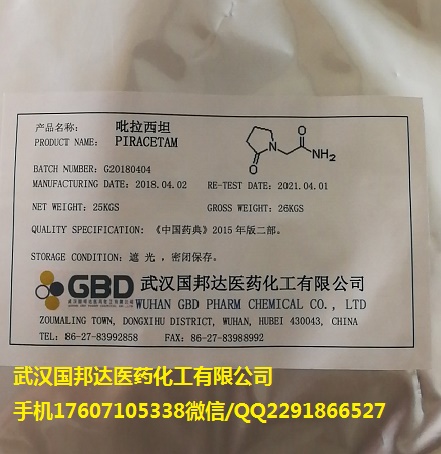 产品名称: 吡拉西坦
PRODUCT NAME: PIRACETAM
N O NH2 O
BATCH NUMBER: G20180404
MANUFACTURING DATE: 2018.04.02 RE-TEST DATE: 2021.04.01
NET WEIGHT: 25KGS GROSS WEIGHT: 26KGS
QUALITY SPECIFICATION: 《中国药典》2015 年版二部。
STORAGE CONDITION: 遮光，密闭保存。
GBD 武汉国邦达医药化工有限公司
WUHAN GBD PHARM CHEMICAL CO., LTD
ZOUMALING TOWN, DONGXIHU DISTRICT, WUHAN, HUBEI 430043, CHINA
TEL: 86-27-83992858 FAX: 86-27-83988992
武汉国邦达医药化工有限公司
手机17607105338微信/QQ2291866527